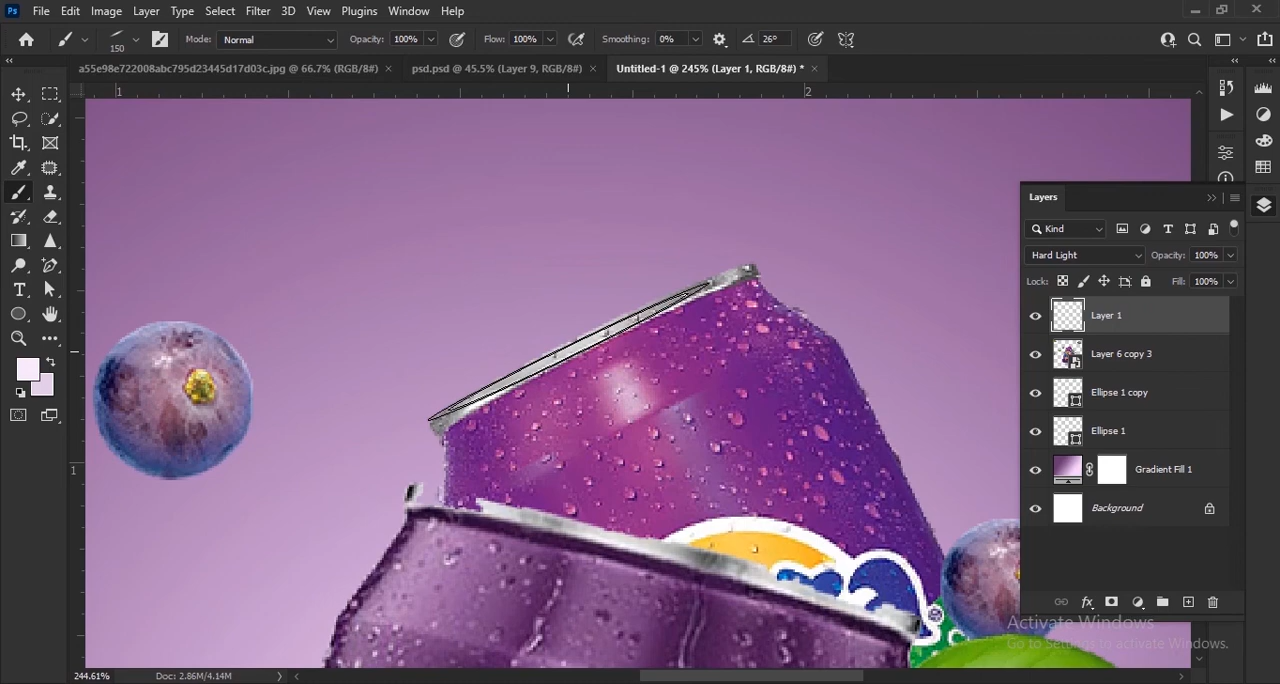 Ps File Edit Image Layer Type Select Filter 3D View Plugins Window Help
150 Mode: Normal Opacity: 100% Flow: 100% Smoothing: 0% 26°
a55e98e722008abc795d23445d17d03c.jpg @ 66.7% (RGB/8#) × psd.psd @ 45.5% (Layer 9, RGB/8#) × Untitled-1 @ 245% (Layer 1, RGB/8#) * ×
1 2
Layers
Kind
Hard Light Opacity: 100%
Lock: Fill: 100%
Layer 1
Layer 6 copy 3
Ellipse 1 copy
Ellipse 1
1
Gradient Fill 1
Background
fx
Activate Windows
Go to Settings to activate Windows.
244.61% Doc: 2.86M/4.14M